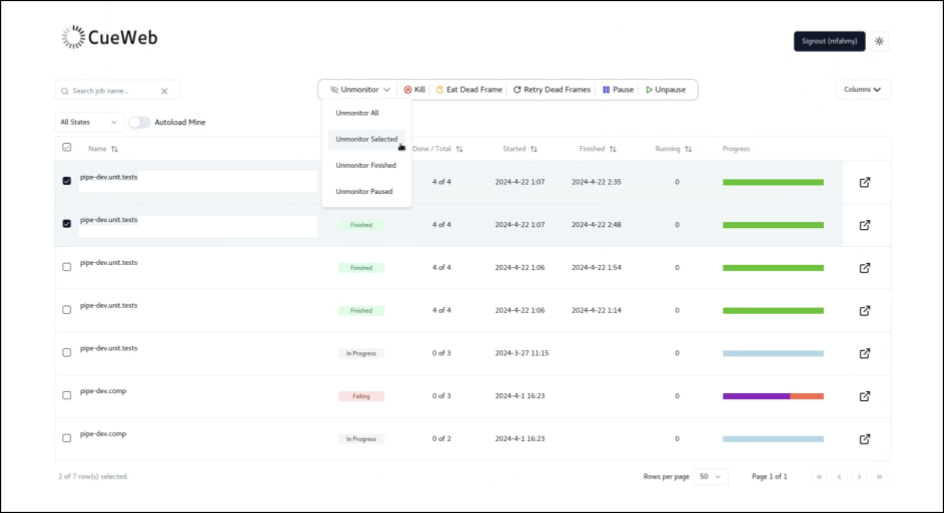 CueWeb
Signout (mfahmy)
Search job name...
Unmonitor Kill Eat Dead Frame Retry Dead Frames Pause Unpause
Columns
All States Autoload Mine
Unmonitor All
Unmonitor Selected
Unmonitor Finished
Unmonitor Paused
Name Done / Total Started Finished Running Progress
pipe-dev.unit.tests 4 of 4 2024-4-22 1:07 2024-4-22 2:35 0
pipe-dev.unit.tests Finished 4 of 4 2024-4-22 1:07 2024-4-22 2:48 0
pipe-dev.unit.tests Finished 4 of 4 2024-4-22 1:06 2024-4-22 1:54 0
pipe-dev.unit.tests Finished 4 of 4 2024-4-22 1:06 2024-4-22 1:14 0
pipe-dev.unit.tests In Progress 0 of 3 2024-3-27 11:15 0
pipe-dev.comp Failing 0 of 3 2024-4-1 16:23 0
pipe-dev.comp In Progress 0 of 2 2024-4-1 16:23 0
2 of 7 row(s) selected. Rows per page 50 Page 1 of 1